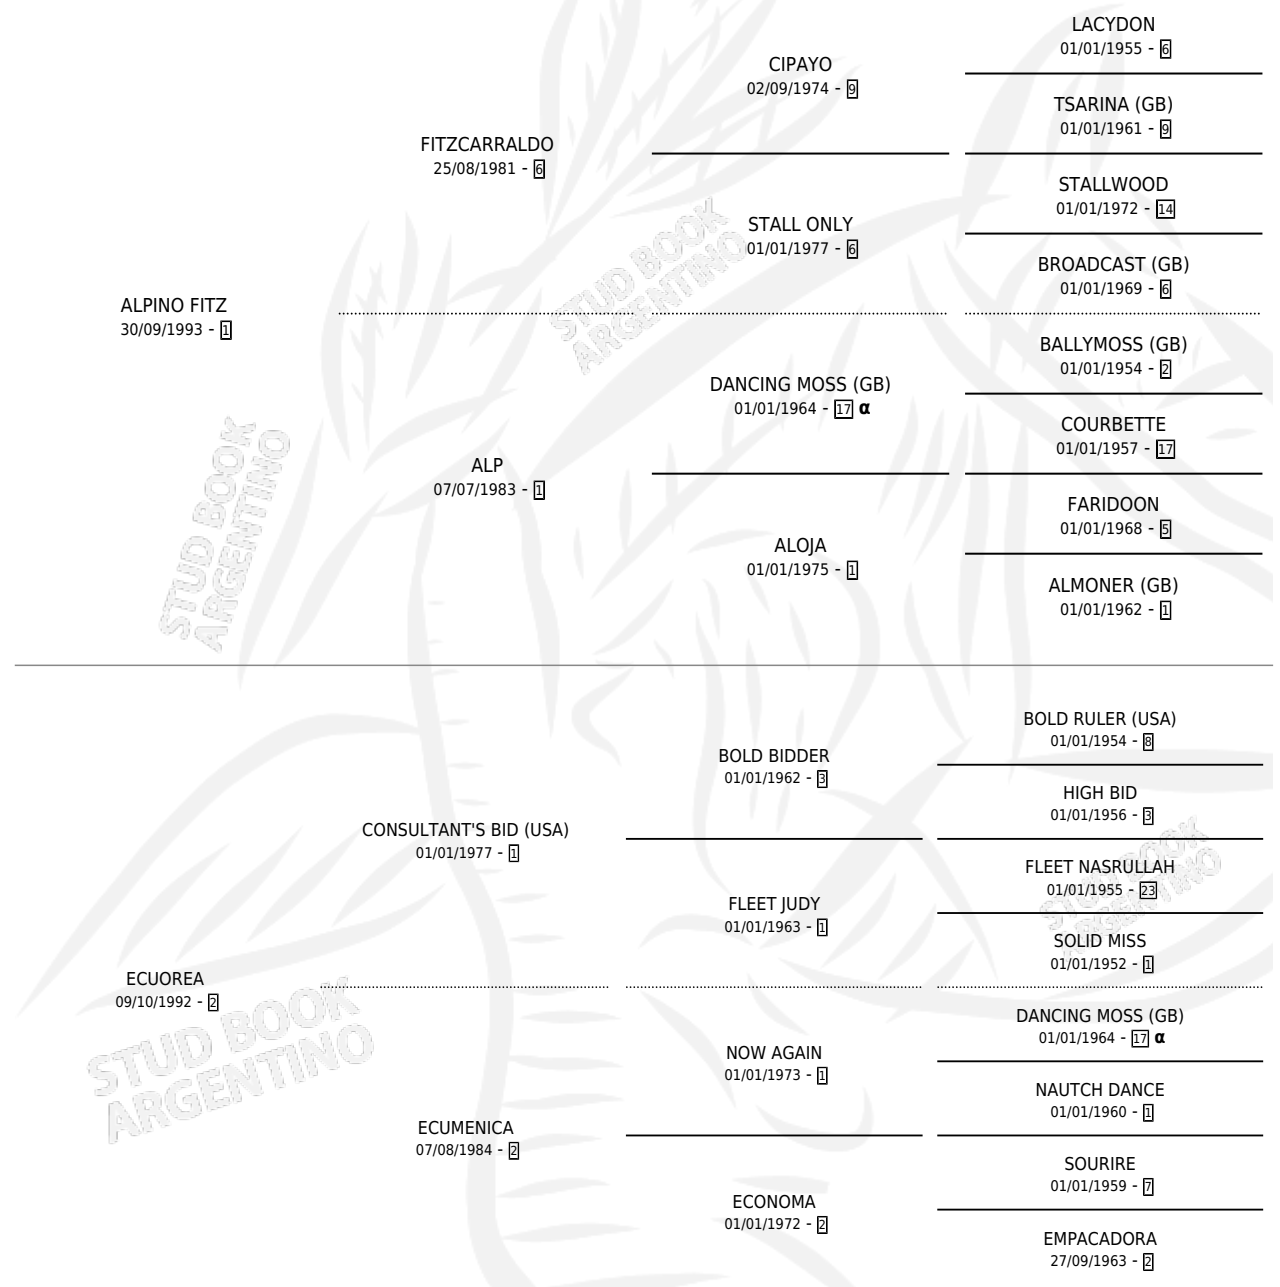 LACYDON
01/01/1955 - 6
CIPAYO
02/09/1974 - 9
TSARINA (GB)
01/01/1961 - 9
FITZCARRALDO
25/08/1981 - 6
STALLWOOD
01/01/1972 - 14
STALL ONLY
01/01/1977 - 6
BROADCAST (GB)
01/01/1969 - 6
STUD BOOK
ARGENTINO
ALPINO FITZ
30/09/1993 - 1
BALLYMOSS (GB)
01/01/1954 - 2
DANCING MOSS (GB)
01/01/1964 - 17 α
COURBETTE
01/01/1957 - 17
ALP
07/07/1983 - 1
FARIDOON
01/01/1968 - 5
ALOJA
01/01/1975 - 1
ALMONER (GB)
01/01/1962 - 1
STUD BOOK
ARGENTINO
BOLD RULER (USA)
01/01/1954 - 8
BOLD BIDDER
01/01/1962 - 3
HIGH BID
01/01/1956 - 3
CONSULTANT'S BID (USA)
01/01/1977 - 1
FLEET NASRULLAH
01/01/1955 - 23
FLEET JUDY
01/01/1963 - 1
STUD BOOK
ARGENTINO
SOLID MISS
01/01/1952 - 1
ECUOREA
09/10/1992 - 2
DANCING MOSS (GB)
01/01/1964 - 17 α
NOW AGAIN
01/01/1973 - 1
STUD BOOK
ARGENTINO
NAUTCH DANCE
01/01/1960 - 1
ECUMENICA
07/08/1984 - 2
SOURIRE
01/01/1959 - 7
ECONOMA
01/01/1972 - 2
EMPACADORA
27/09/1963 - 2